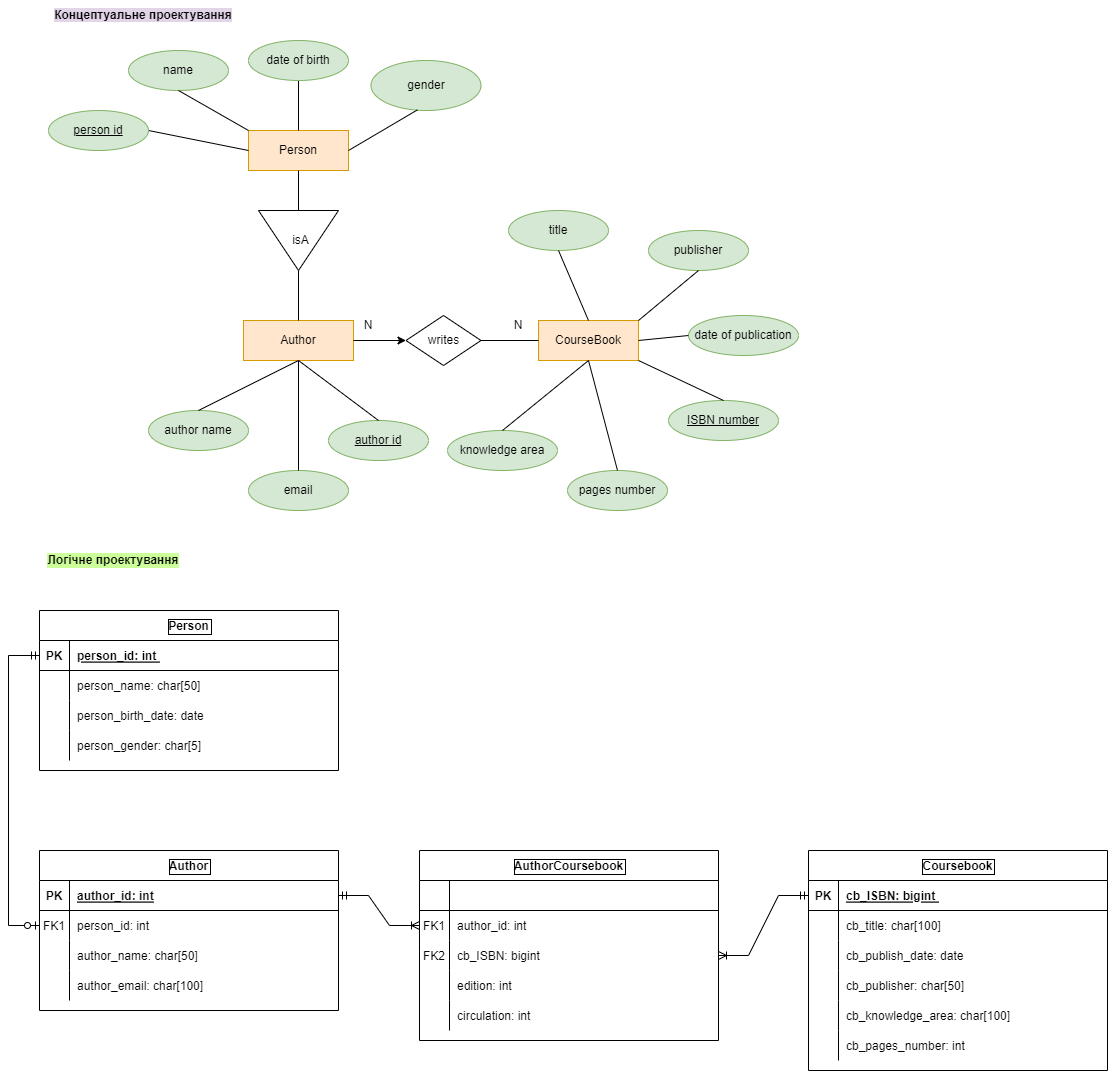 Концептуальне проектування
date of birth
name
gender
person id
Person
isA
title
publisher
N
N
Author
writes
CourseBook
date of publication
author name
author id
ISBN number
knowledge area
email
pages number
Логічне проектування
Person
PK person_id: int
person_name: char[50]
person_birth_date: date
person_gender: char[5]
Author
PK author_id: int
FK1 person_id: int
author_name: char[50]
author_email: char[100]
AuthorCoursebook
FK1 author_id: int
FK2 cb_ISBN: bigint
edition: int
circulation: int
Coursebook
PK cb_ISBN: bigint
cb_title: char[100]
cb_publish_date: date
cb_publisher: char[50]
cb_knowledge_area: char[100]
cb_pages_number: int